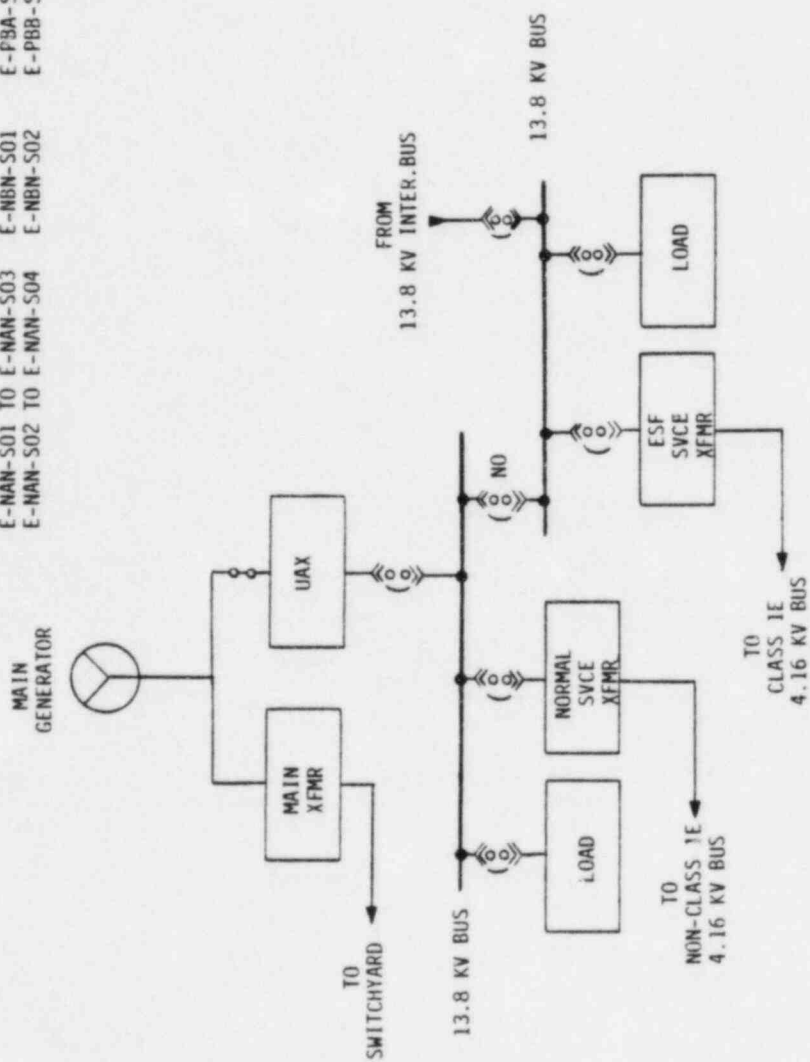 E-NAN-S01 TO E-NAN-S03 E-NBN-S01 E-PBA-S
E-NAN-S02 TO E-NAN-S04 E-NBN-S02 E-PBB-S
MAIN
GENERATOR
MAIN
XFMR
UAX
TO
SWITCHYARD
FROM
13.8 KV INTER.BUS
13.8 KV BUS
13.8 KV BUS
NO
LOAD
NORMAL
SVCE
XFMR
ESF
SVCE
XFMR
LOAD
TO
NON-CLASS 1E
4.16 KV BUS
TO
CLASS 1E
4.16 KV BUS